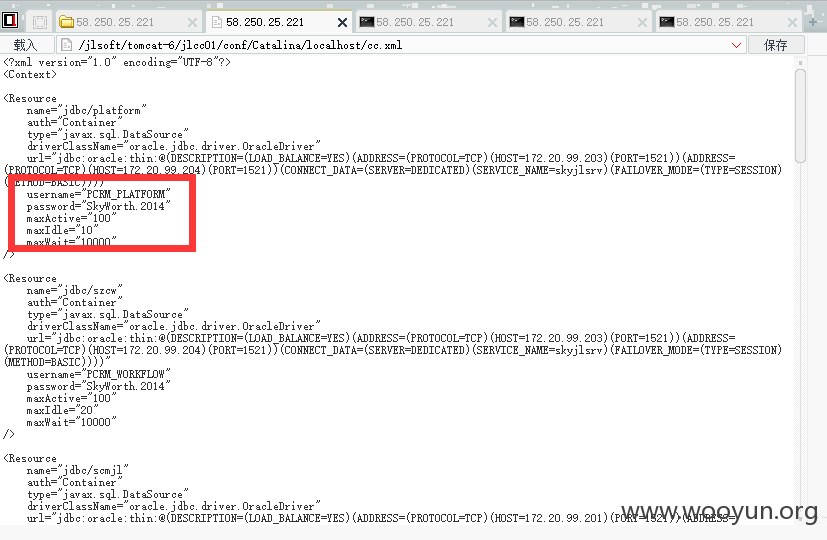 58.250.25.221
58.250.25.221
58.250.25.221
58.250.25.221
58.250.25.221
载入
/jlsoft/tomcat-6/jlcc01/conf/Catalina/localhost/cc.xml
保存
<?xml version="1.0" encoding="UTF-8"?>
<Context>
<Resource
name="jdbc/platform"
auth="Container"
type="javax.sql.DataSource"
driverClassName="oracle.jdbc.driver.OracleDriver"
url="jdbc:oracle:thin:@(DESCRIPTION=(LOAD_BALANCE=YES)(ADDRESS=(PROTOCOL=TCP)(HOST=172.20.99.203)(PORT=1521))(ADDRESS=
(PROTOCOL=TCP)(HOST=172.20.99.204)(PORT=1521))(CONNECT_DATA=(SERVER=DEDICATED)(SERVICE_NAME=skyjlsrv)(FAILOVER_MODE=(TYPE=SESSION)
(METHOD=BASIC))))"
username="PCRM_PLATFORM"
password="SkyWorth.2014"
maxActive="100"
maxIdle="10"
maxWait="10000"
/>
<Resource
name="jdbc/szcw"
auth="Container"
type="javax.sql.DataSource"
driverClassName="oracle.jdbc.driver.OracleDriver"
url="jdbc:oracle:thin:@(DESCRIPTION=(LOAD_BALANCE=YES)(ADDRESS=(PROTOCOL=TCP)(HOST=172.20.99.203)(PORT=1521))(ADDRESS=
(PROTOCOL=TCP)(HOST=172.20.99.204)(PORT=1521))(CONNECT_DATA=(SERVER=DEDICATED)(SERVICE_NAME=skyjlsrv)(FAILOVER_MODE=(TYPE=SESSION)
(METHOD=BASIC))))"
username="PCRM_WORKFLOW"
password="SkyWorth.2014"
maxActive="100"
maxIdle="20"
maxWait="10000"
/>
<Resource
name="jdbc/scmjl"
auth="Container"
type="javax.sql.DataSource"
driverClassName="oracle.jdbc.driver.OracleDriver"
url="jdbc:oracle:thin:@(DESCRIPTION=(LOAD_BALANCE=YES)(ADDRESS=(PROTOCOL=TCP)(HOST=172.20.99.201)(PORT=1521))(ADDRESS=
www.wooyun.org